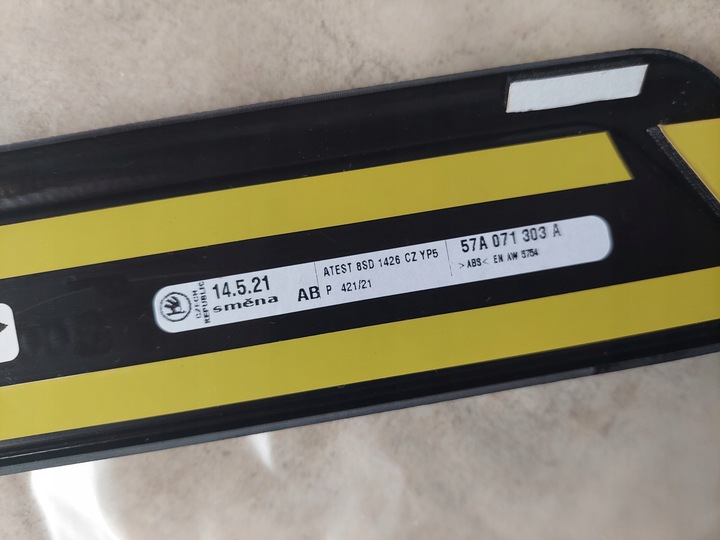 CZECH
REPUBLIC
14.5.21
směna AB
ATEST 8SD 1426 CZ YP5
P 421/21
57A 071 303 A
>ABS< EN AW 5754